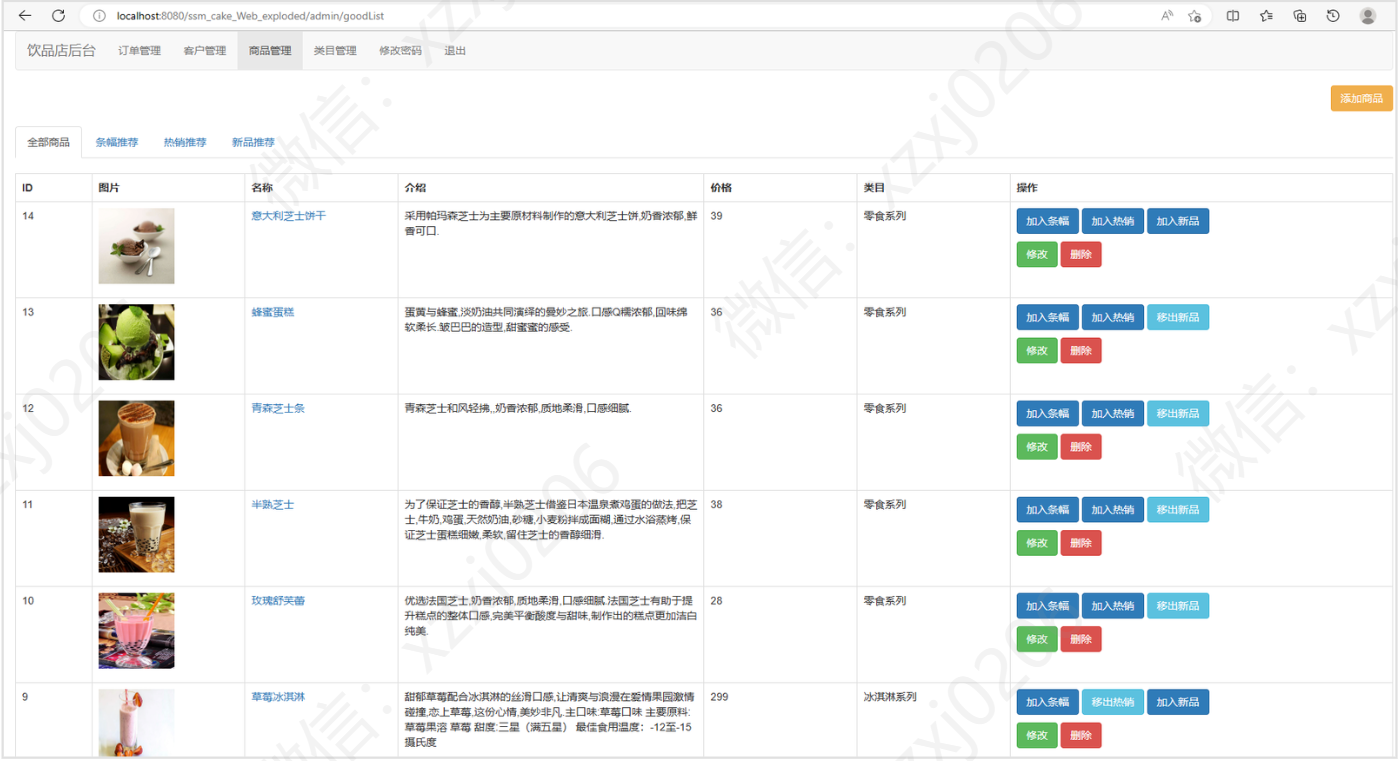 localhost:8080/ssm_cake_Web_exploded/admin/goodList
饮品店后台 订单管理 客户管理 商品管理 类目管理 修改密码 退出
添加商品
全部商品 条幅推荐 热销推荐 新品推荐
ID 图片 名称 介绍 价格 类目 操作
14 意大利芝士饼干 采用帕玛森芝士为主要原材料制作的意大利芝士饼,奶香浓郁,鲜 39 零食系列 加入条幅 加入热销 加入新品
香可口.
修改 删除
13 蜂蜜蛋糕 蛋黄与蜂蜜,淡奶油共同演绎的曼妙之旅.口感Q糯浓郁,回味绵 36 零食系列 加入条幅 加入热销 移出新品
软柔长.皱巴巴的造型,甜蜜蜜的感受.
修改 删除
12 青森芝士条 青森芝士和风轻拂,,奶香浓郁,质地柔滑,口感细腻. 36 零食系列 加入条幅 加入热销 移出新品
修改 删除
11 半熟芝士 为了保证芝士的香醇,半熟芝士借鉴日本温泉煮鸡蛋的做法,把芝 38 零食系列 加入条幅 加入热销 移出新品
士,牛奶,鸡蛋,天然奶油,砂糖,小麦粉拌成面糊,通过水浴蒸烤,保
证芝士蛋糕细嫩,柔软,留住芝士的香醇细滑.
修改 删除
10 玫瑰舒芙蕾 优选法国芝士,奶香浓郁,质地柔滑,口感细腻.法国芝士有助于提 28 零食系列 加入条幅 加入热销 移出新品
升糕点的整体口感,完美平衡酸度与甜味,制作出的糕点更加洁白
纯美.
修改 删除
9 草莓冰淇淋 甜郁草莓配合冰淇淋的丝滑口感,让清爽与浪漫在爱情果园激情 299 冰淇淋系列 加入条幅 移出热销 加入新品
碰撞,恋上草莓,这份心情,美妙非凡.主口味:草莓口味 主要原料:
草莓果溶 草莓 甜度:三星（满五星） 最佳食用温度：-12至-15
摄氏度
修改 删除
微信：xzxj0206